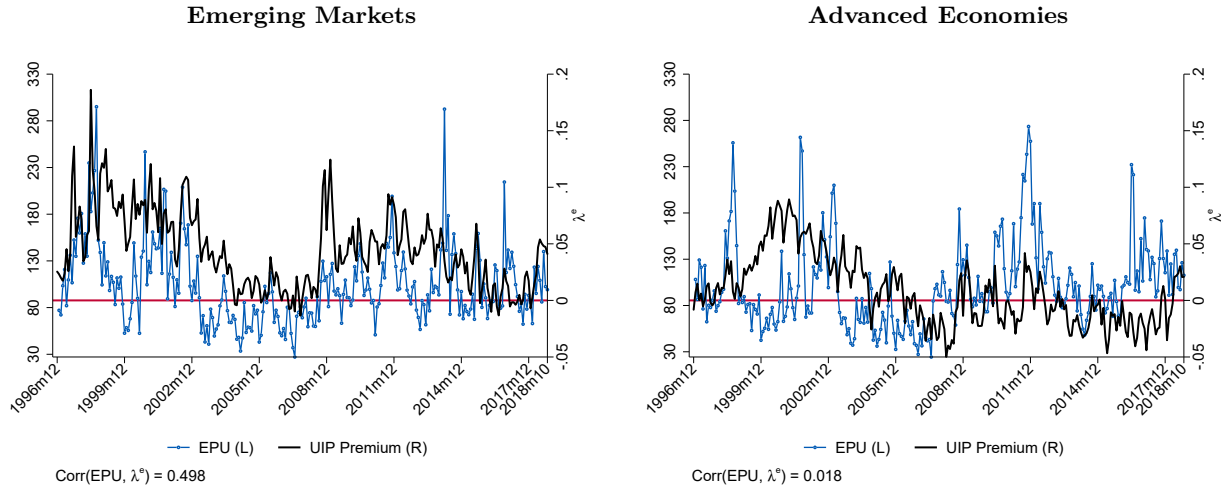 Emerging Markets
330
280
230
180
130
80
30
.2
.15
.1
.05
0
-.05
λᵉ
1996m12
1999m12
2002m12
2005m12
2008m12
2011m12
2014m12
2017m12
2018m10
EPU (L)
UIP Premium (R)
Corr(EPU, λᵉ) = 0.498
Advanced Economies
330
280
230
180
130
80
30
.2
.15
.1
.05
0
-.05
λᵉ
1996m12
1999m12
2002m12
2005m12
2008m12
2011m12
2014m12
2017m12
2018m10
EPU (L)
UIP Premium (R)
Corr(EPU, λᵉ) = 0.018